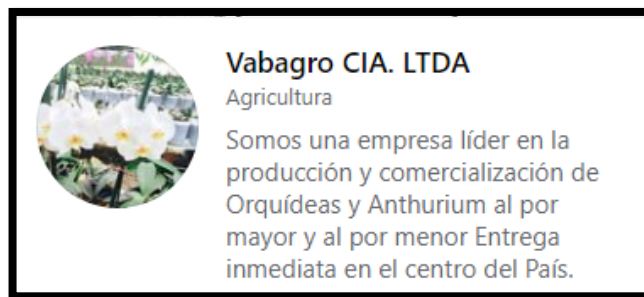 Vabagro CIA. LTDA
Agricultura
Somos una empresa líder en la
producción y comercialización de
Orquídeas y Anthurium al por
mayor y al por menor Entrega
inmediata en el centro del País.